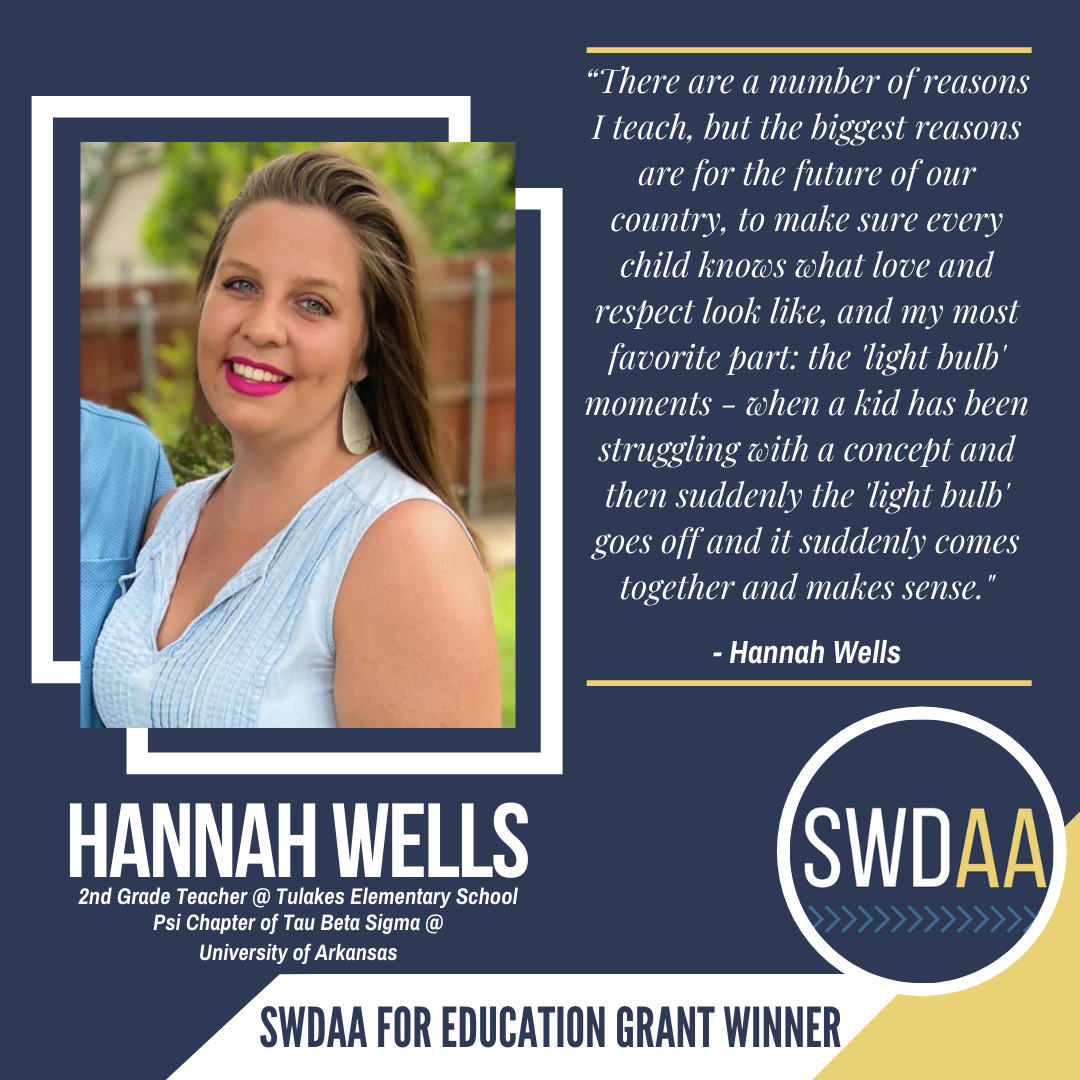 “There are a number of reasons
I teach, but the biggest reasons
are for the future of our
country, to make sure every
child knows what love and
respect look like, and my most
favorite part: the 'light bulb'
moments – when a kid has been
struggling with a concept and
then suddenly the 'light bulb'
goes off and it suddenly comes
together and makes sense."
- Hannah Wells
HANNAH WELLS
2nd Grade Teacher @ Tulakes Elementary School
Psi Chapter of Tau Beta Sigma @
University of Arkansas
SWDAA
SWDAA FOR EDUCATION GRANT WINNER